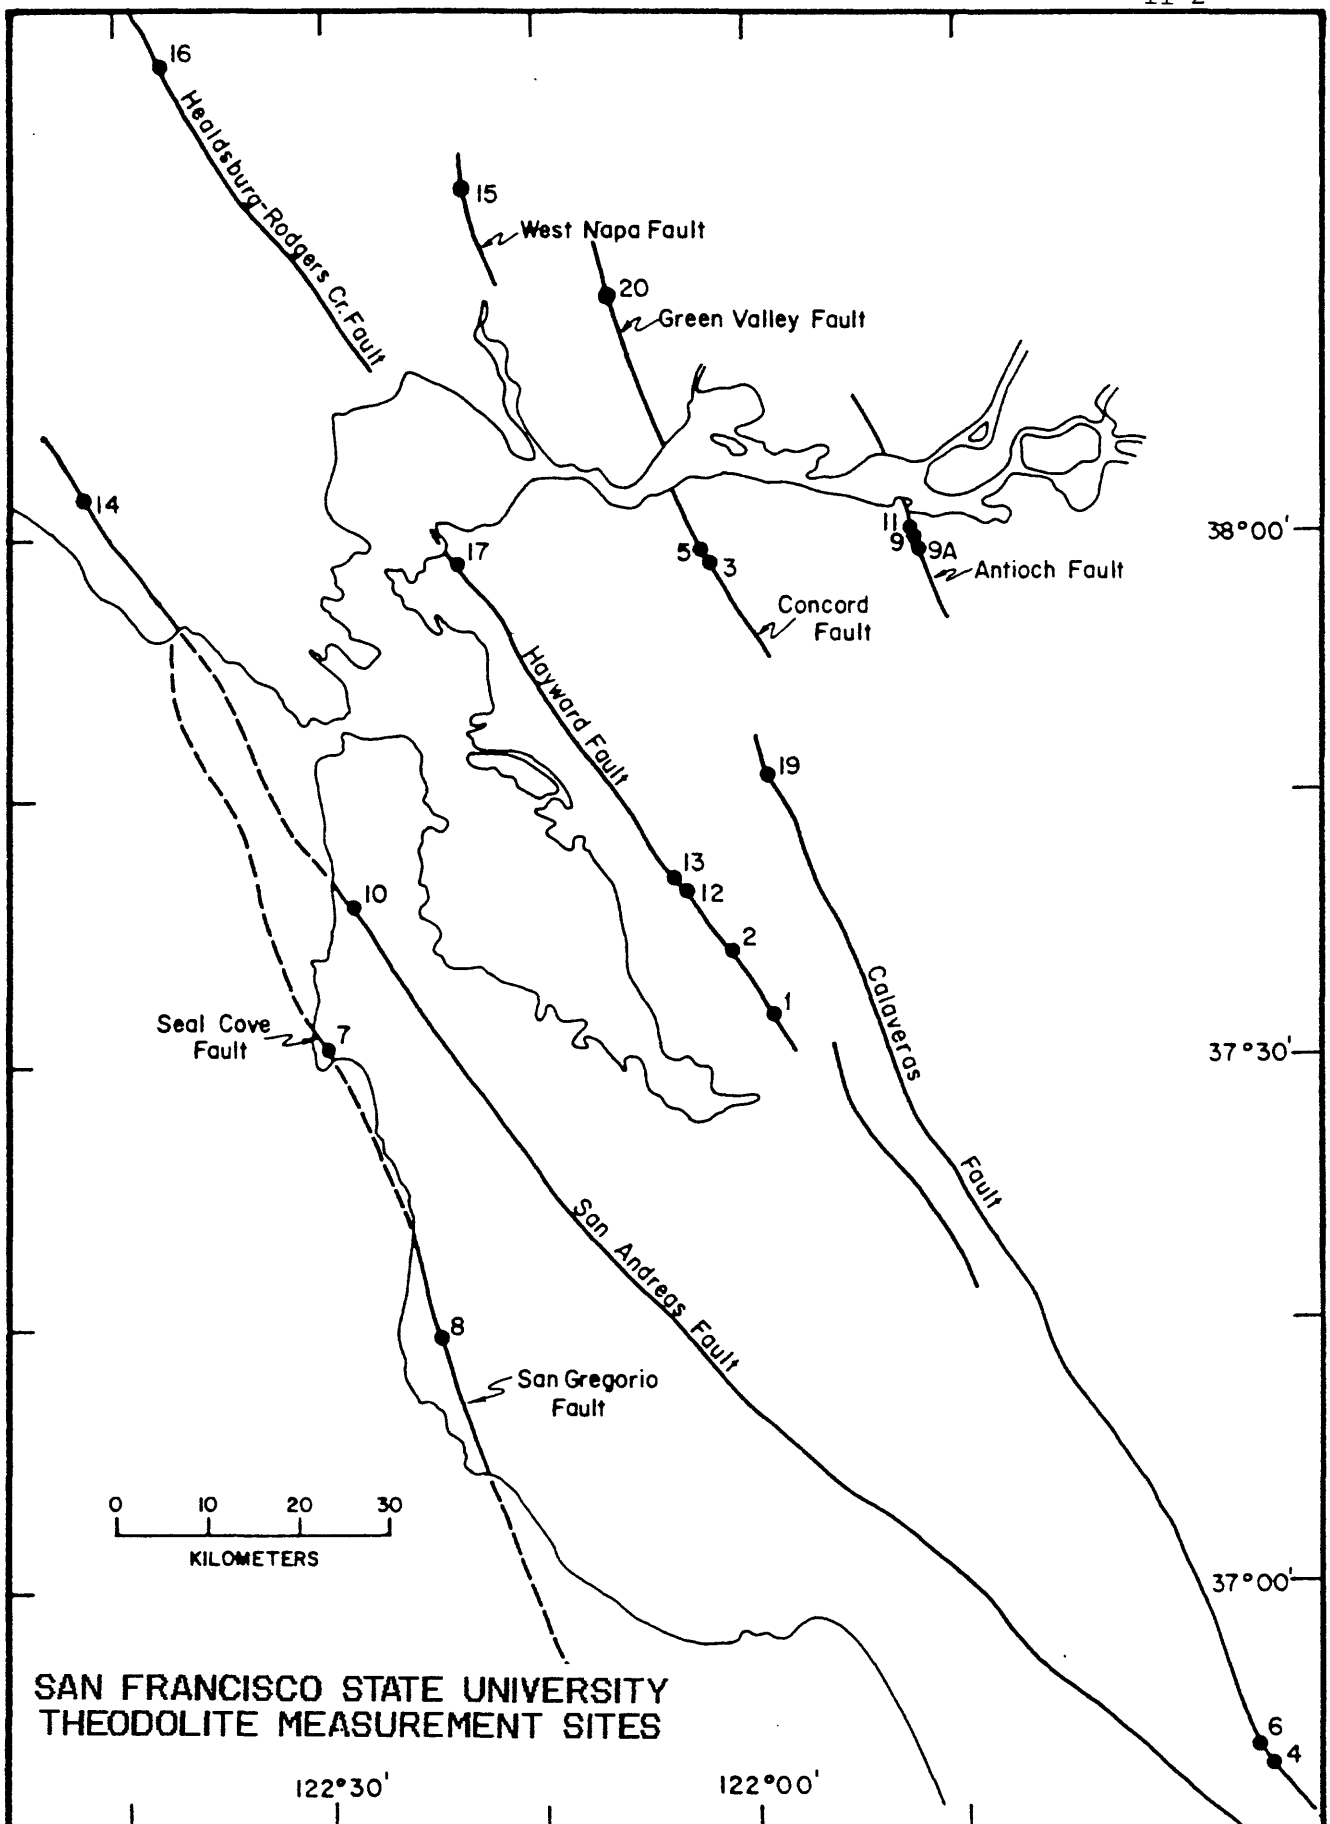 16
Healdsburg-Rodgers Cr. Fault
15
West Napa Fault
20
Green Valley Fault
14
38°00'
11
9
9A
17
5
3
Antioch Fault
Concord
Fault
Hayward Fault
19
13
12
10
2
1
Calaveras
Fault
Seal Cove
Fault
7
37°30'
San Andreas Fault
8
San Gregorio
Fault
0 10 20 30
KILOMETERS
37°00'
SAN FRANCISCO STATE UNIVERSITY
THEODOLITE MEASUREMENT SITES
6
4
122°30'
122°00'